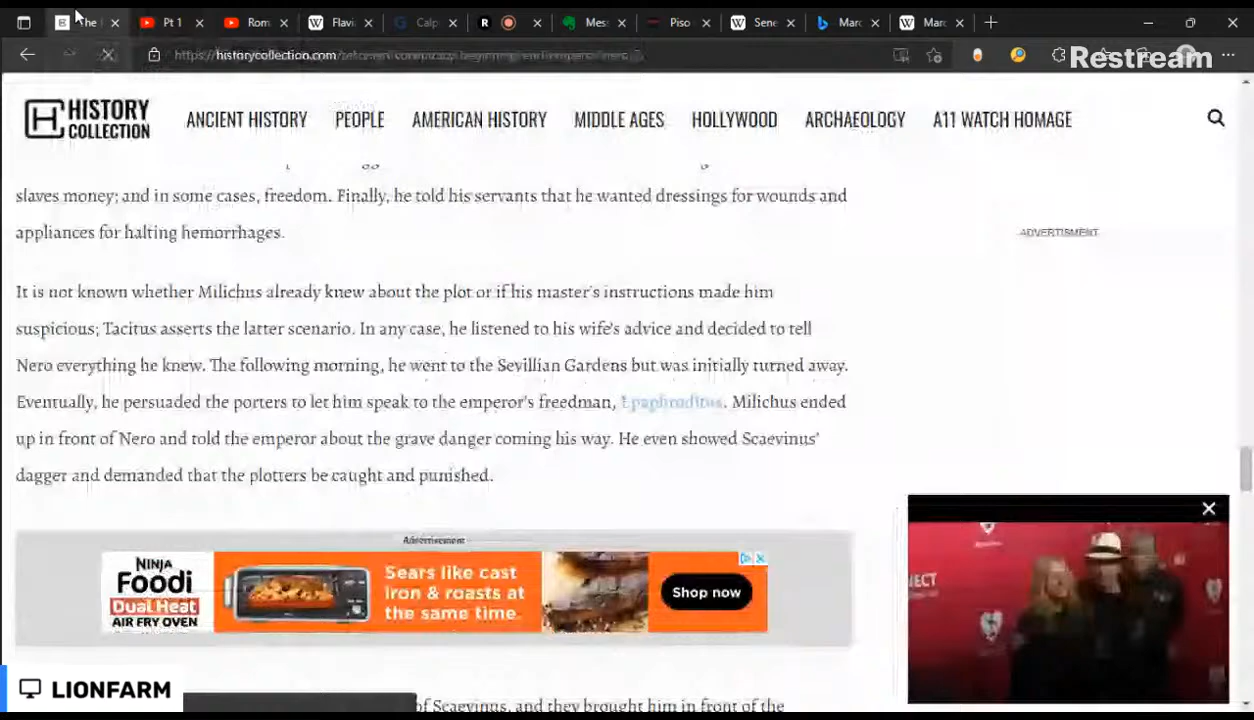 The
Pt 1
Rom
Flavi
Calp
R
Mes
Piso
Sene
Marc
Marc
https://historycollection.com/
Restream
HISTORY
COLLECTION
ANCIENT HISTORY
PEOPLE
AMERICAN HISTORY
MIDDLE AGES
HOLLYWOOD
ARCHAEOLOGY
A11 WATCH HOMAGE
slaves money; and in some cases, freedom. Finally, he told his servants that he wanted dressings for wounds and
appliances for halting hemorrhages.
ADVERTISMENT
It is not known whether Milichus already knew about the plot or if his master's instructions made him
suspicious; Tacitus asserts the latter scenario. In any case, he listened to his wife's advice and decided to tell
Nero everything he knew. The following morning, he went to the Sevillian Gardens but was initially turned away.
Eventually, he persuaded the porters to let him speak to the emperor's freedman, Epaphroditus. Milichus ended
up in front of Nero and told the emperor about the grave danger coming his way. He even showed Scaevinus'
dagger and demanded that the plotters be caught and punished.
Advertisement
NINJA
Foodi
Dual Heat
AIR FRY OVEN
Sears like cast
iron & roasts at
the same time.
Shop now
LIONFARM
of Scaevinus, and they brought him in front of the